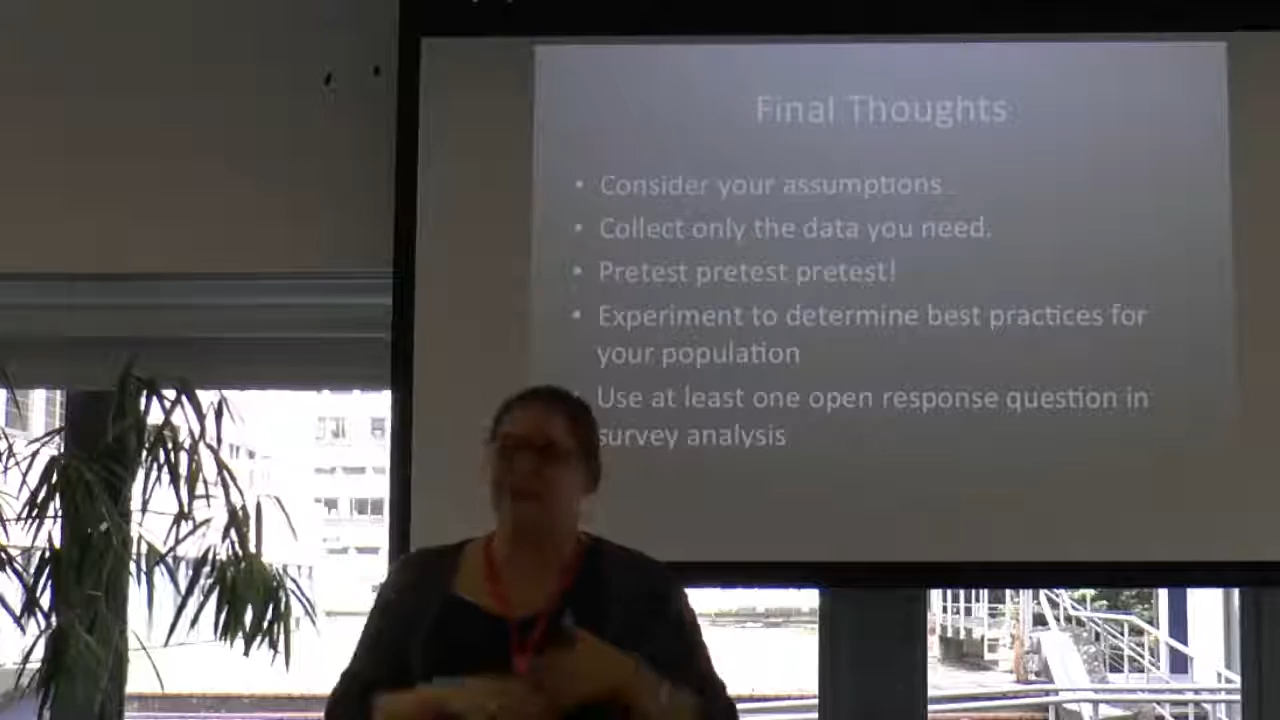 Final Thoughts
• Consider your assumptions
• Collect only the data you need.
• Pretest pretest pretest!
• Experiment to determine best practices for
your population
Use at least one open response question in
survey analysis